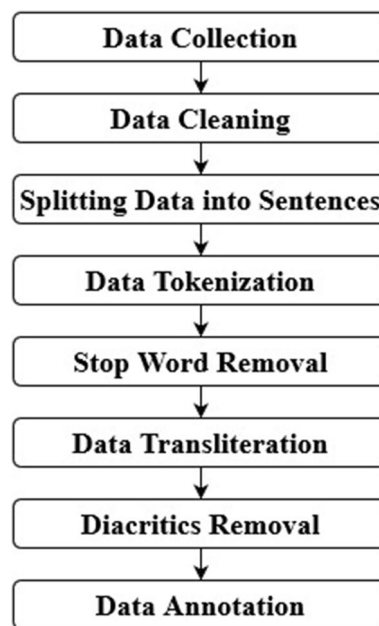 Data Collection
Data Cleaning
Splitting Data into Sentences
Data Tokenization
Stop Word Removal
Data Transliteration
Diacritics Removal
Data Annotation